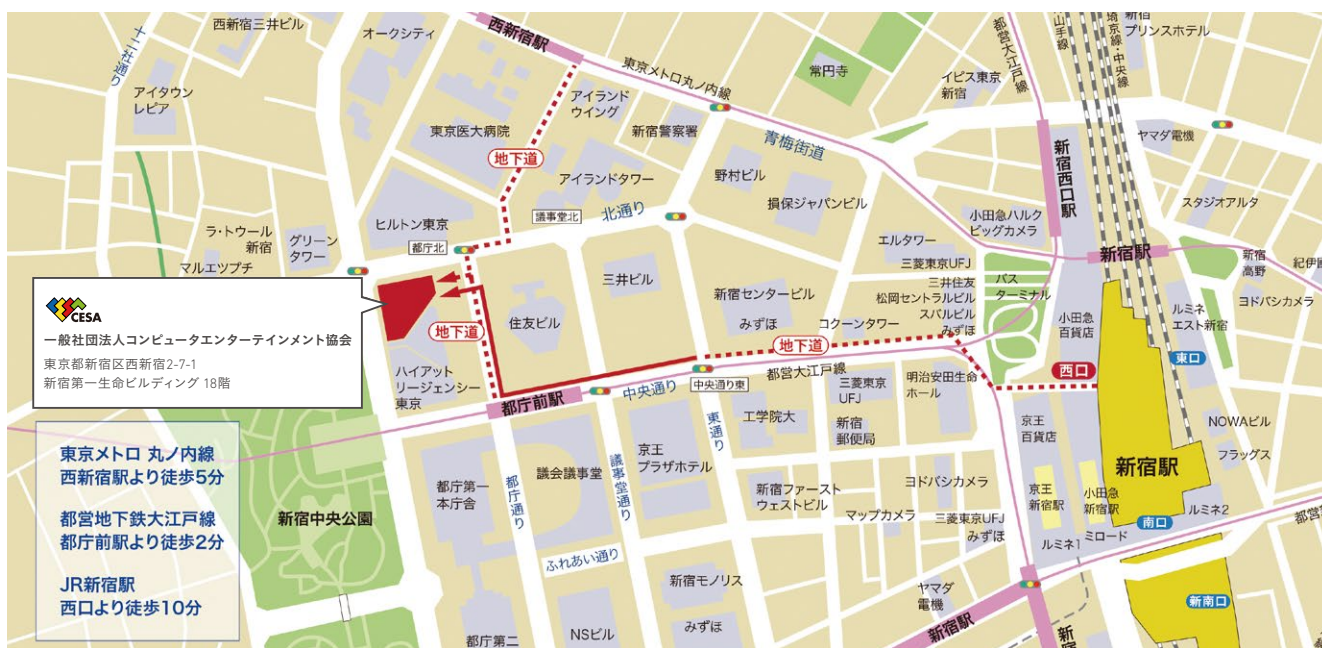 十二社通り
西新宿三井ビル
オークシティ
西新宿駅
東京メトロ丸ノ内線
常円寺
イビス東京
新宿
都営大江戸線
山手線
埼京線・中央線
新宿
プリンスホテル
アイタウン
レピア
東京医大病院
アイランド
ウイング
新宿警察署
青梅街道
ヤマダ電機
地下道
アイランドタワー
野村ビル
損保ジャパンビル
新宿西口駅
スタジオアルタ
ヒルトン東京
議事堂北
北通り
小田急ハルク
ビッグカメラ
ラ・トゥール
新宿
グリーン
タワー
マルエツプチ
都庁北
エルタワー
三菱東京UFJ
新宿駅
新宿
高野
紀伊國
三井ビル
新宿センタービル
みずほ
三井住友
松岡セントラルビル
スバルビル
みずほ
バス
ターミナル
ヨドバシカメラ
CESA
一般社団法人コンピュータエンターテインメント協会
東京都新宿区西新宿2-7-1
新宿第一生命ビルディング 18階
地下道
住友ビル
コクーンタワー
小田急
百貨店
ルミネ
エスト新宿
地下道
東口
ハイアット
リージェンシー
東京
都庁前駅
中央通り
中央通り東
都営大江戸線
三菱東京
UFJ
明治安田生命
ホール
西口
東京メトロ 丸ノ内線
西新宿駅より徒歩5分
都営地下鉄大江戸線
都庁前駅より徒歩2分
JR新宿駅
西口より徒歩10分
新宿中央公園
都庁第一
本庁舎
都庁通り
議会議事堂
議事堂通り
京王
プラザホテル
東通り
工学院大
新宿
郵便局
京王
百貨店
NOWAビル
フラッグス
新宿駅
新宿ファースト
ウェストビル
ヨドバシカメラ
京王
新宿駅
小田急
新宿駅
マップカメラ
三菱東京UFJ
みずほ
南口
ルミネ2
ルミネ1
ミロード
都営
ふれあい通り
新宿モノリス
みずほ
ヤマダ
電機
新宿駅
新南口
都庁第二
NSビル
新宿